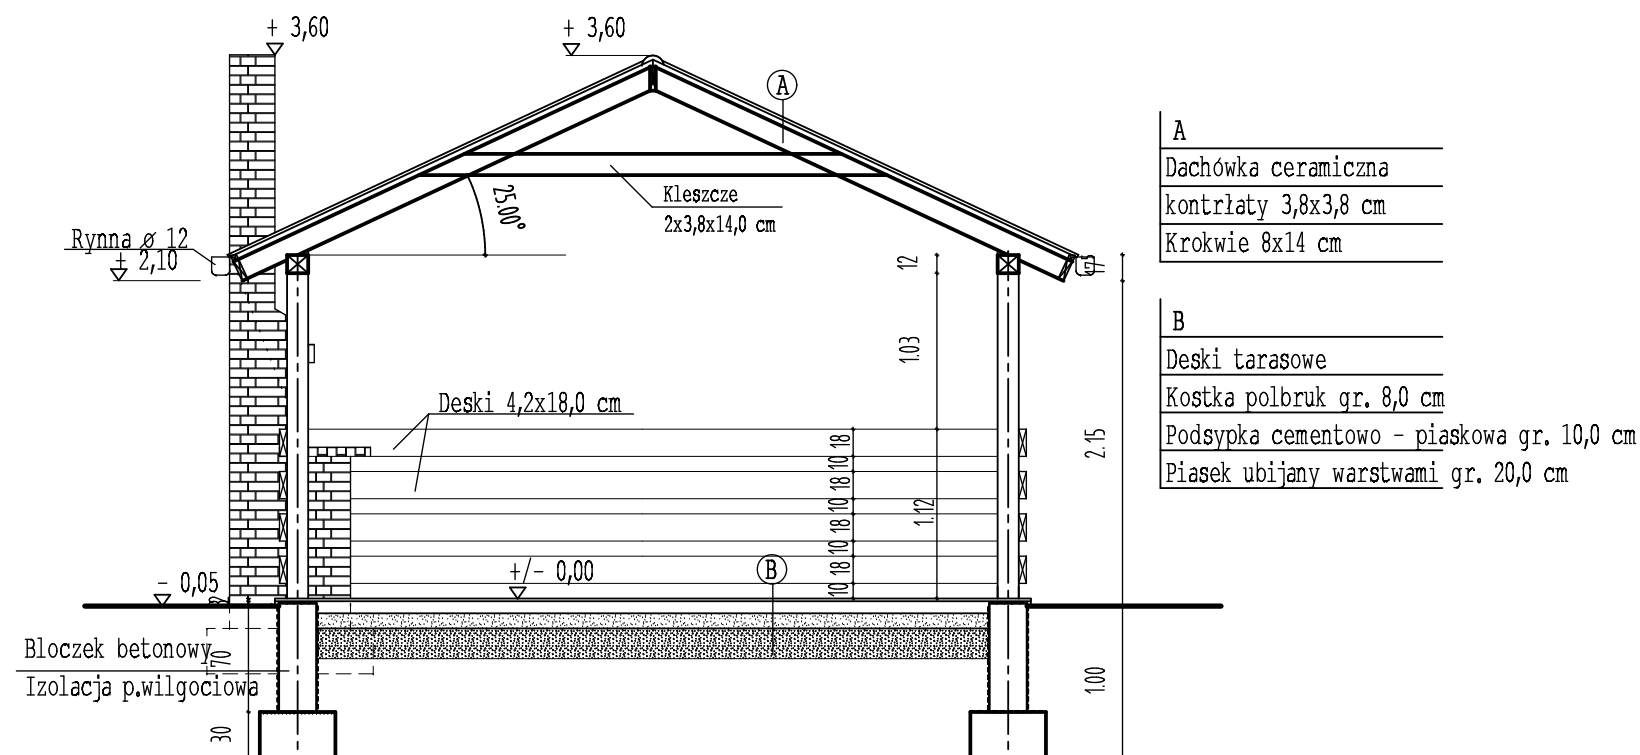 + 3,60
+ 3,60
A
A
Dachówka ceramiczna
kontrłaty 3,8x3,8 cm
Krokwie 8x14 cm
Kleszcze
2x3,8x14,0 cm
25.00°
Rynna ø 12
+ 2,10
12
17
1.03
B
Deski tarasowe
Kostka polbruk gr. 8,0 cm
Podsypka cementowo - piaskowa gr. 10,0 cm
Piasek ubijany warstwami gr. 20,0 cm
Deski 4,2x18,0 cm
2.15
18
10
18
10
18
10
18
10
1.12
+/- 0,00
B
- 0,05
Bloczek betonowy
Izolacja p.wilgociowa
70
30
1.00